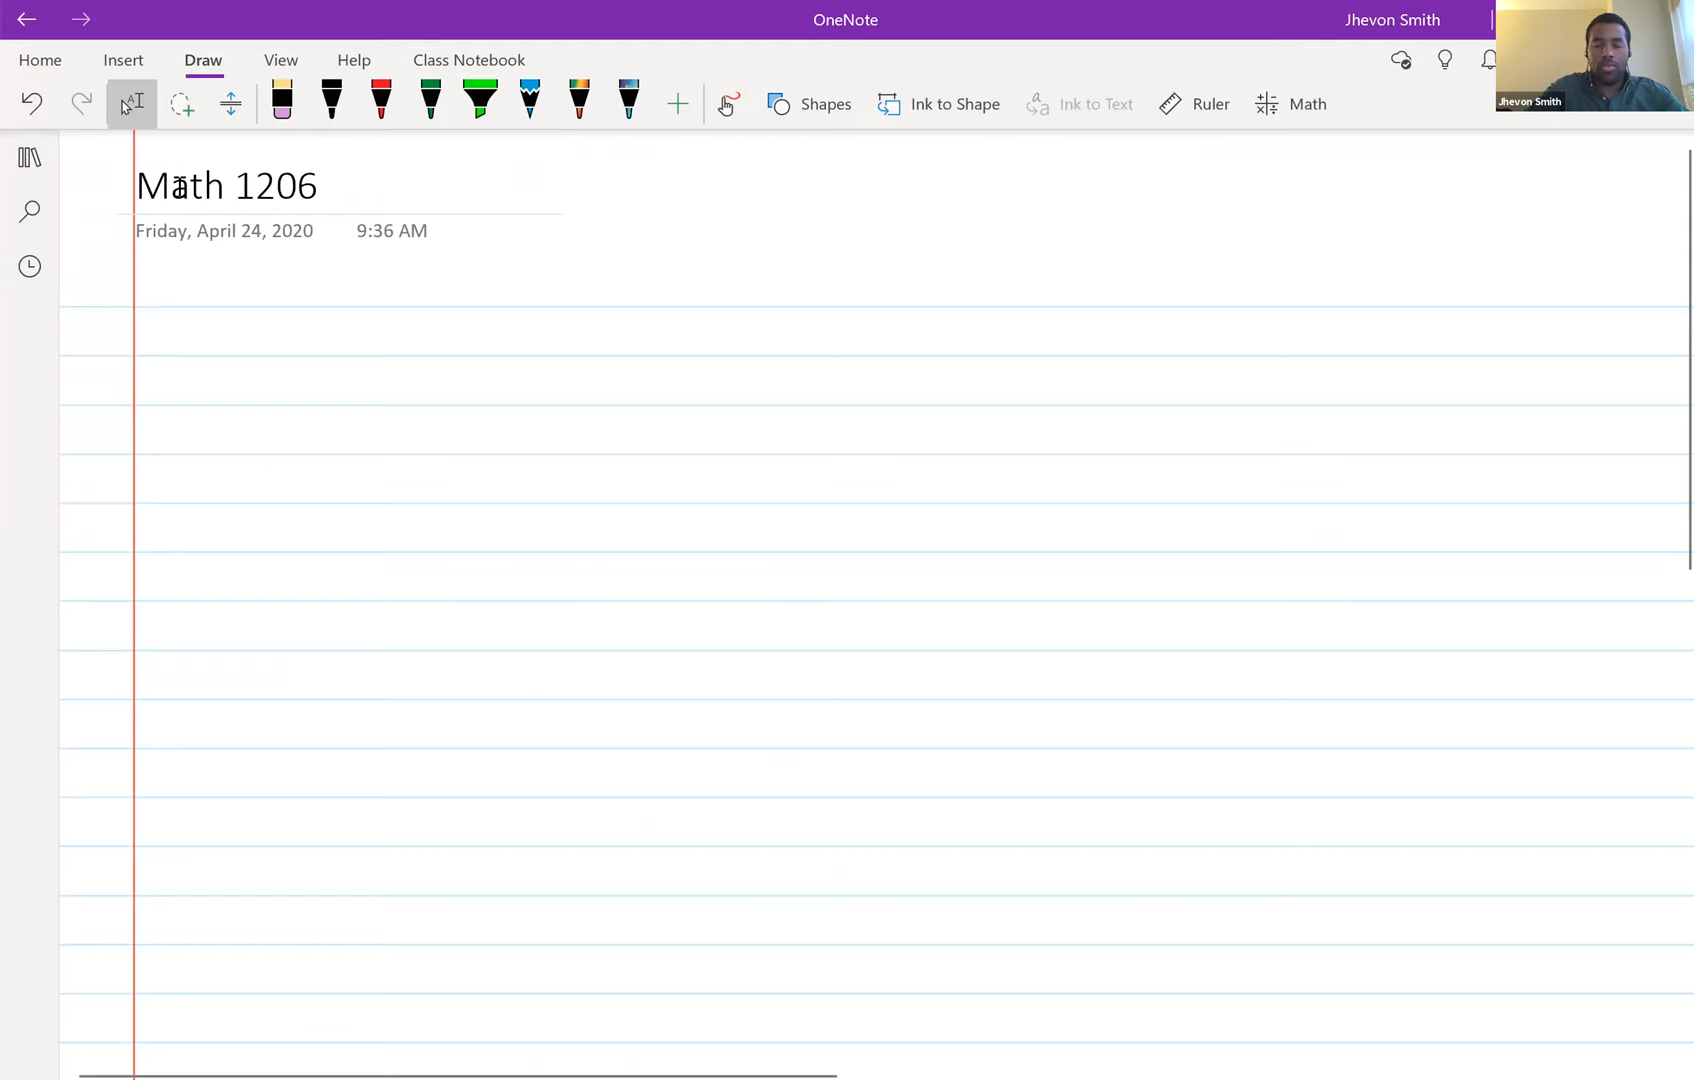 OneNote
Jhevon Smith
Home Insert Draw View Help Class Notebook
Shapes Ink to Shape Ink to Text Ruler Math
Jhevon Smith
Math 1206
Friday, April 24, 2020 9:36 AM